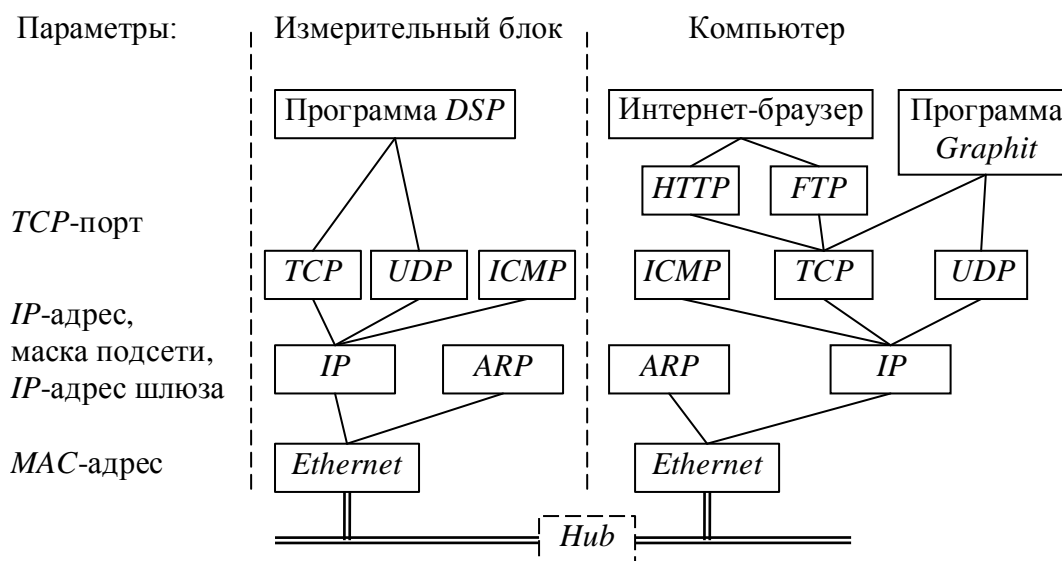 Параметры:
Измерительный блок
Компьютер
Программа DSP
Интернет-браузер
Программа
Graphit
HTTP
FTP
TCP-порт
TCP
UDP
ICMP
ICMP
TCP
UDP
IP-адрес,
маска подсети,
IP-адрес шлюза
IP
ARP
ARP
IP
MAC-адрес
Ethernet
Ethernet
Hub